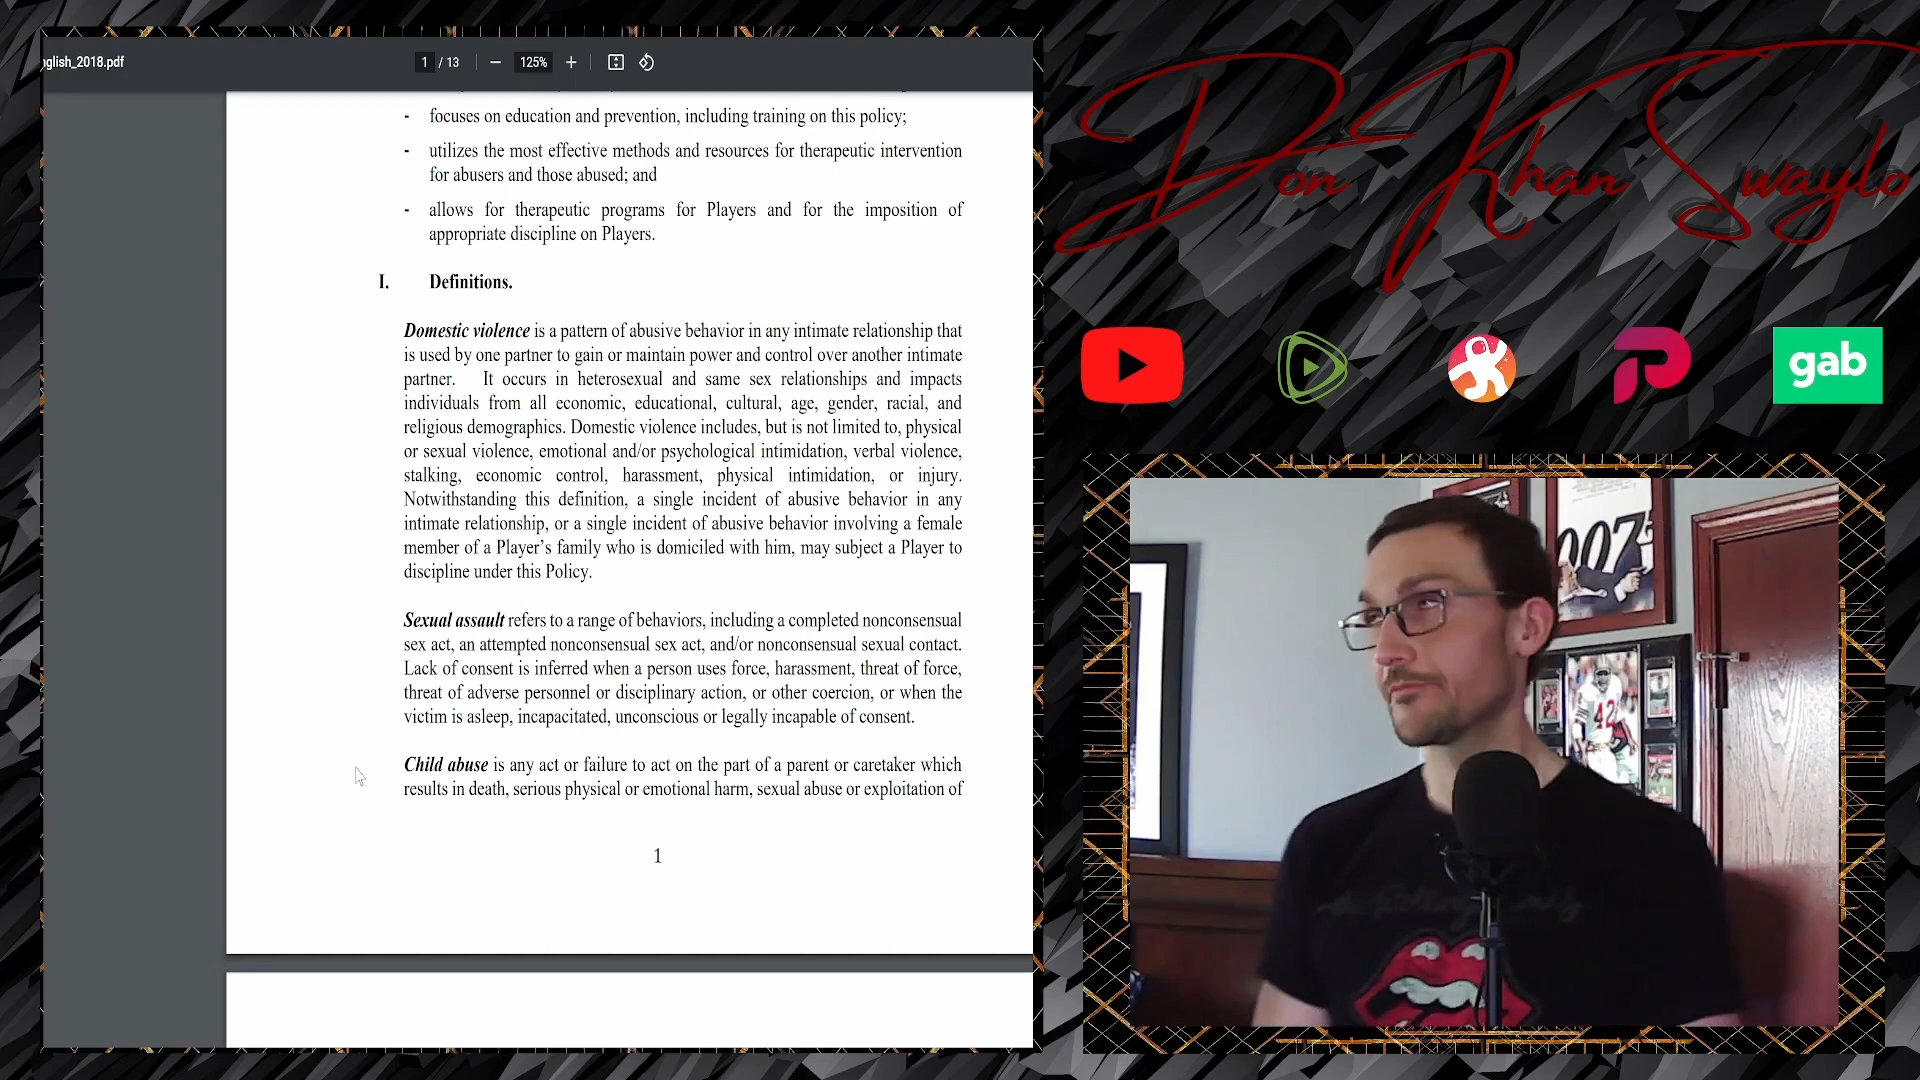 nglish_2018.pdf
1 / 13
125%
- focuses on education and prevention, including training on this policy;
- utilizes the most effective methods and resources for therapeutic intervention
for abusers and those abused; and
- allows for therapeutic programs for Players and for the imposition of
appropriate discipline on Players.
I. Definitions.
Domestic violence is a pattern of abusive behavior in any intimate relationship that
is used by one partner to gain or maintain power and control over another intimate
partner. It occurs in heterosexual and same sex relationships and impacts
individuals from all economic, educational, cultural, age, gender, racial, and
religious demographics. Domestic violence includes, but is not limited to, physical
or sexual violence, emotional and/or psychological intimidation, verbal violence,
stalking, economic control, harassment, physical intimidation, or injury.
Notwithstanding this definition, a single incident of abusive behavior in any
intimate relationship, or a single incident of abusive behavior involving a female
member of a Player's family who is domiciled with him, may subject a Player to
discipline under this Policy.
Sexual assault refers to a range of behaviors, including a completed nonconsensual
sex act, an attempted nonconsensual sex act, and/or nonconsensual sexual contact.
Lack of consent is inferred when a person uses force, harassment, threat of force,
threat of adverse personnel or disciplinary action, or other coercion, or when the
victim is asleep, incapacitated, unconscious or legally incapable of consent.
Child abuse is any act or failure to act on the part of a parent or caretaker which
results in death, serious physical or emotional harm, sexual abuse or exploitation of
1
Don Khan Swaylo
gab
007
42